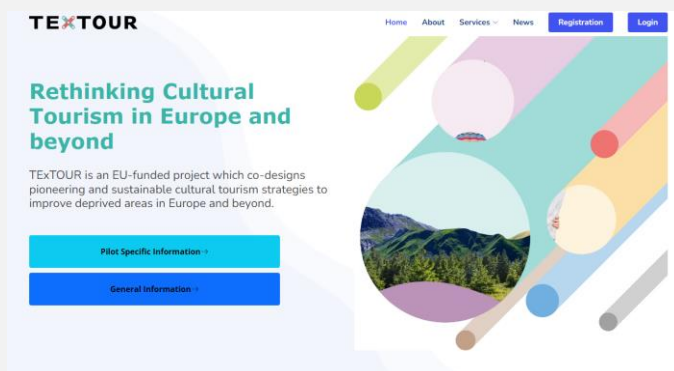 TExTOUR
Home About Services News Registration Login
Rethinking Cultural
Tourism in Europe and
beyond
TExTOUR is an EU-funded project which co-designs
pioneering and sustainable cultural tourism strategies to
improve deprived areas in Europe and beyond.
Pilot Specific Information→
General Information→